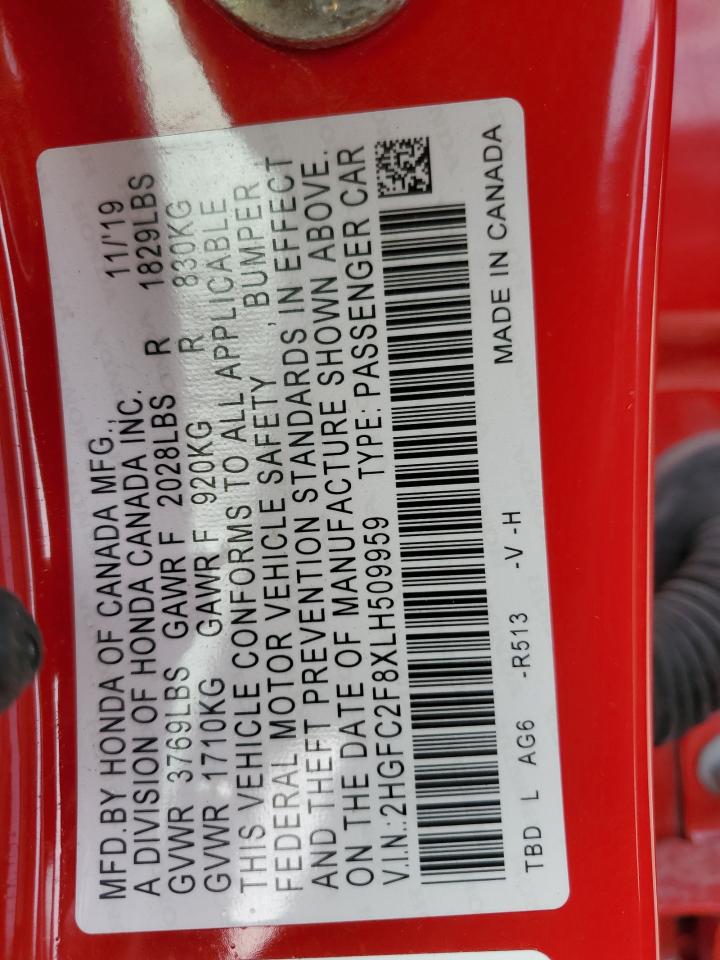 MFD.BY HONDA OF CANADA MFG., 11/'19
A DIVISION OF HONDA CANADA INC.
GVWR 3769LBS GAWR F 2028LBS R 1829LBS
GVWR 1710KG GAWR F 920KG R 830KG
THIS VEHICLE CONFORMS TO ALL APPLICABLE
FEDERAL MOTOR VEHICLE SAFETY, BUMPER
AND THEFT PREVENTION STANDARDS IN EFFECT
ON THE DATE OF MANUFACTURE SHOWN ABOVE.
V.I.N.:2HGFC2F8XLH509959 TYPE: PASSENGER CAR
TBD L AG6 -R513 -V -H MADE IN CANADA